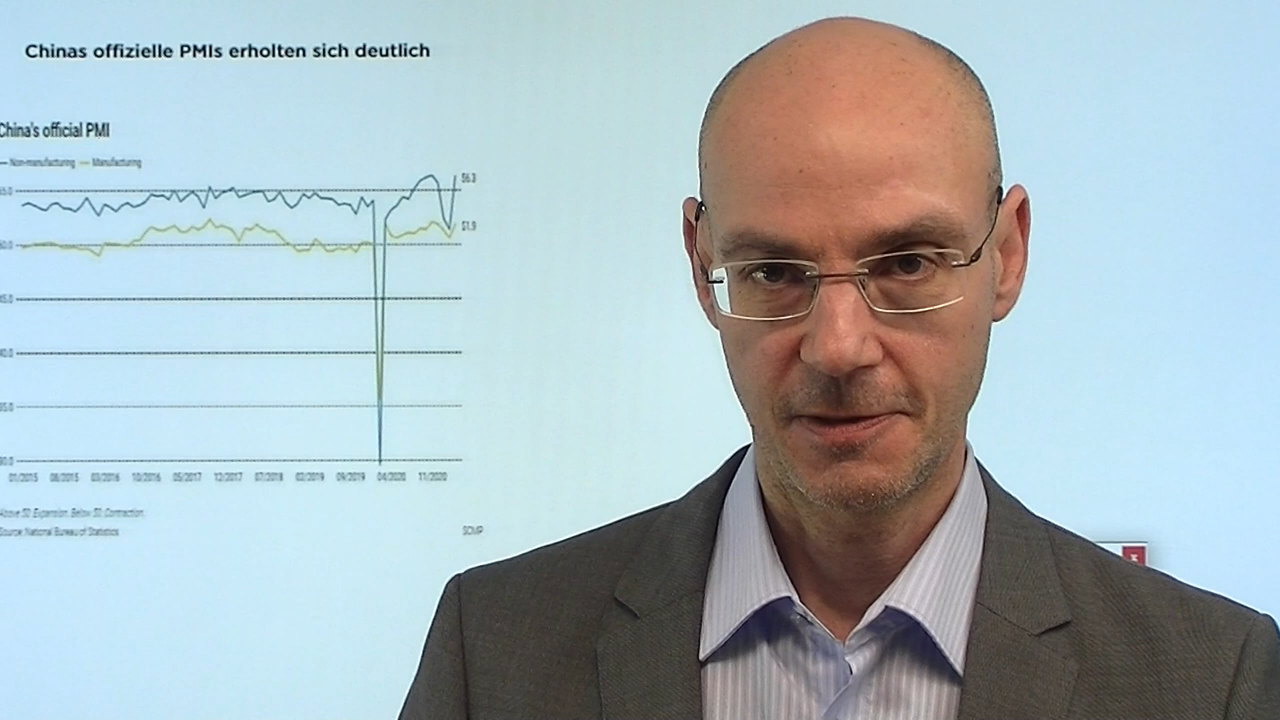 Chinas offizielle PMIs erholten sich deutlich
China's official PMI
Non-manufacturing Manufacturing
56.3
51.9
01/2015 08/2015 03/2016 10/2016 05/2017 12/2017 07/2018 02/2019 09/2019 04/2020 11/2020
Above 50: Expansion. Below 50: Contraction.
Source: National Bureau of Statistics
SCMP